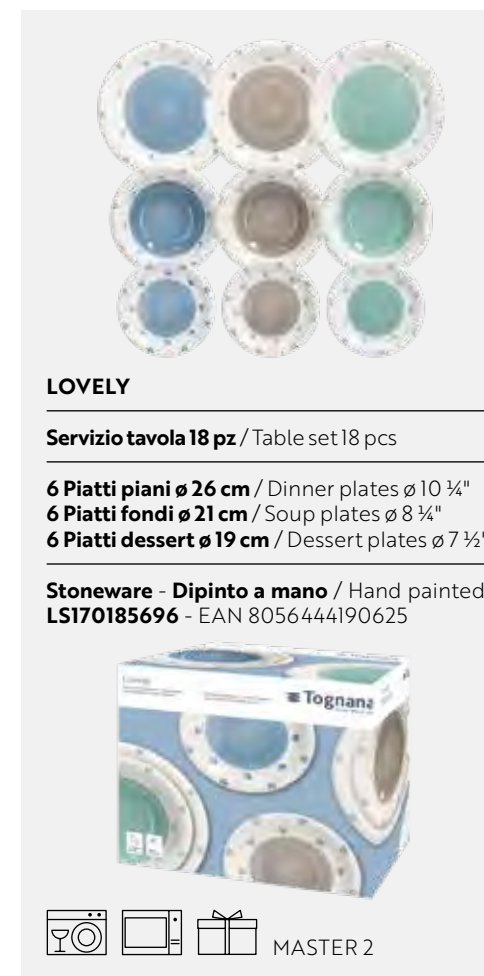 LOVELY
Servizio tavola 18 pz / Table set 18 pcs
6 Piatti piani ø 26 cm / Dinner plates ø 10 ¼"
6 Piatti fondi ø 21 cm / Soup plates ø 8 ¼"
6 Piatti dessert ø 19 cm / Dessert plates ø 7 ½"
Stoneware - Dipinto a mano / Hand painted
LS170185696 - EAN 8056444190625
Lovely
Tognana
MASTER 2